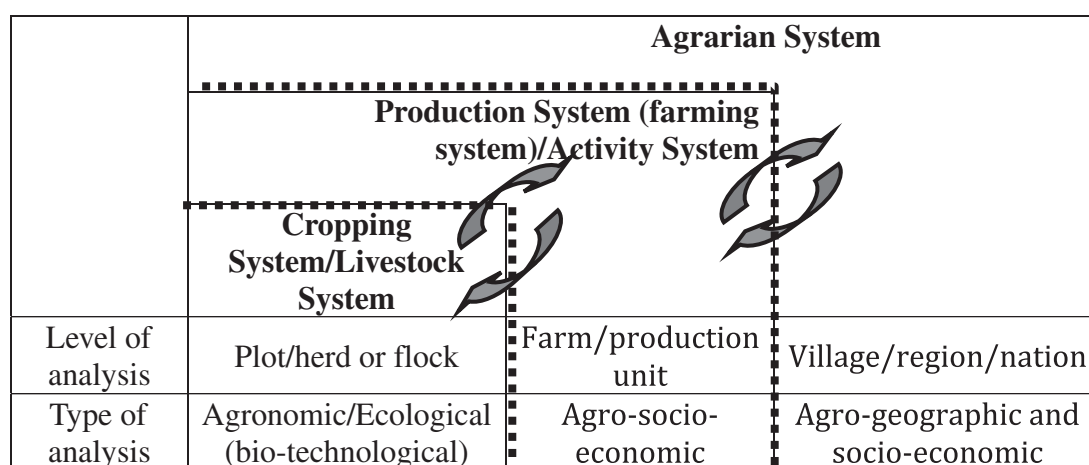 Agrarian System
Production System (farming
system)/Activity System
Cropping
System/Livestock
System
Level of
analysis
Plot/herd or flock
Farm/production
unit
Village/region/nation
Type of
analysis
Agronomic/Ecological
(bio-technological)
Agro-socio-
economic
Agro-geographic and
socio-economic